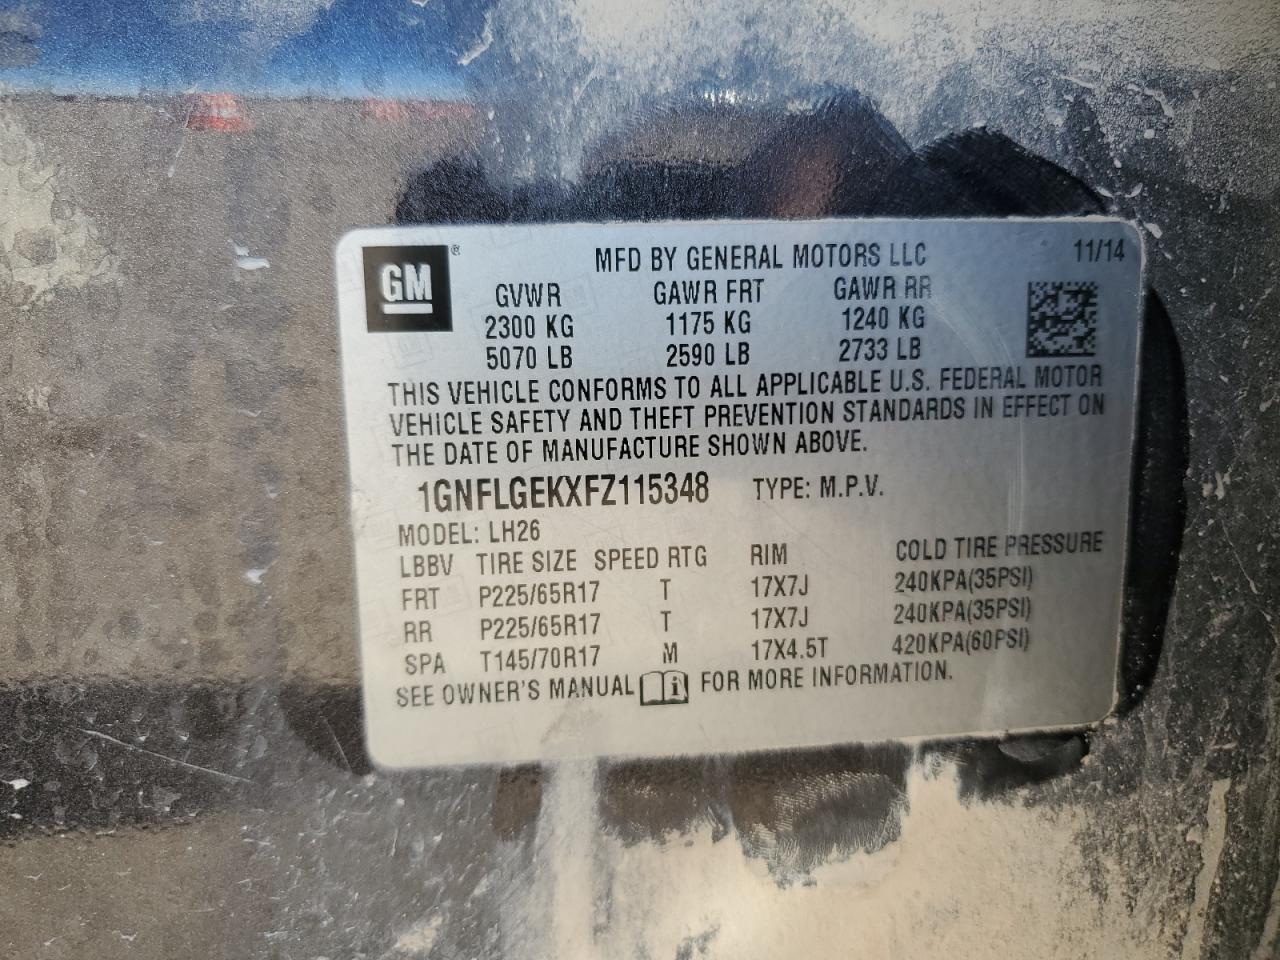 GM ® MFD BY GENERAL MOTORS LLC 11/14
GVWR GAWR FRT GAWR RR
2300 KG 1175 KG 1240 KG
5070 LB 2590 LB 2733 LB
THIS VEHICLE CONFORMS TO ALL APPLICABLE U.S. FEDERAL MOTOR
VEHICLE SAFETY AND THEFT PREVENTION STANDARDS IN EFFECT ON
THE DATE OF MANUFACTURE SHOWN ABOVE.
1GNFLGEKXFZ115348 TYPE: M.P.V.
MODEL: LH26
LBBV TIRE SIZE SPEED RTG RIM COLD TIRE PRESSURE
FRT P225/65R17 T 17X7J 240KPA(35PSI)
RR P225/65R17 T 17X7J 240KPA(35PSI)
SPA T145/70R17 M 17X4.5T 420KPA(60PSI)
SEE OWNER'S MANUAL FOR MORE INFORMATION.